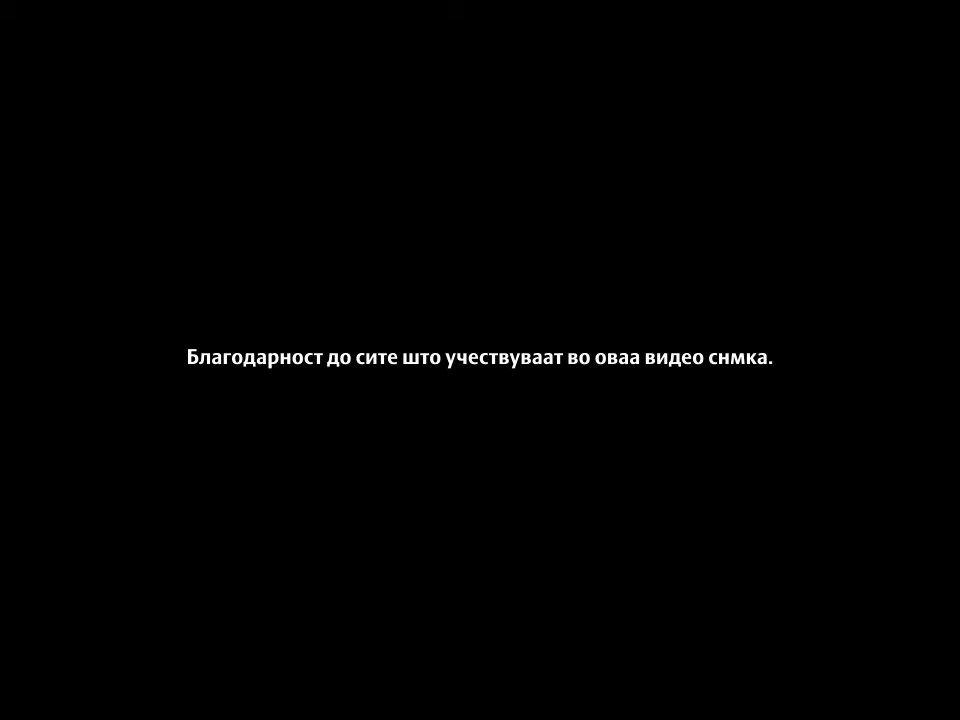 Благодарност до сите што учествуваат во оваа видео снмка.